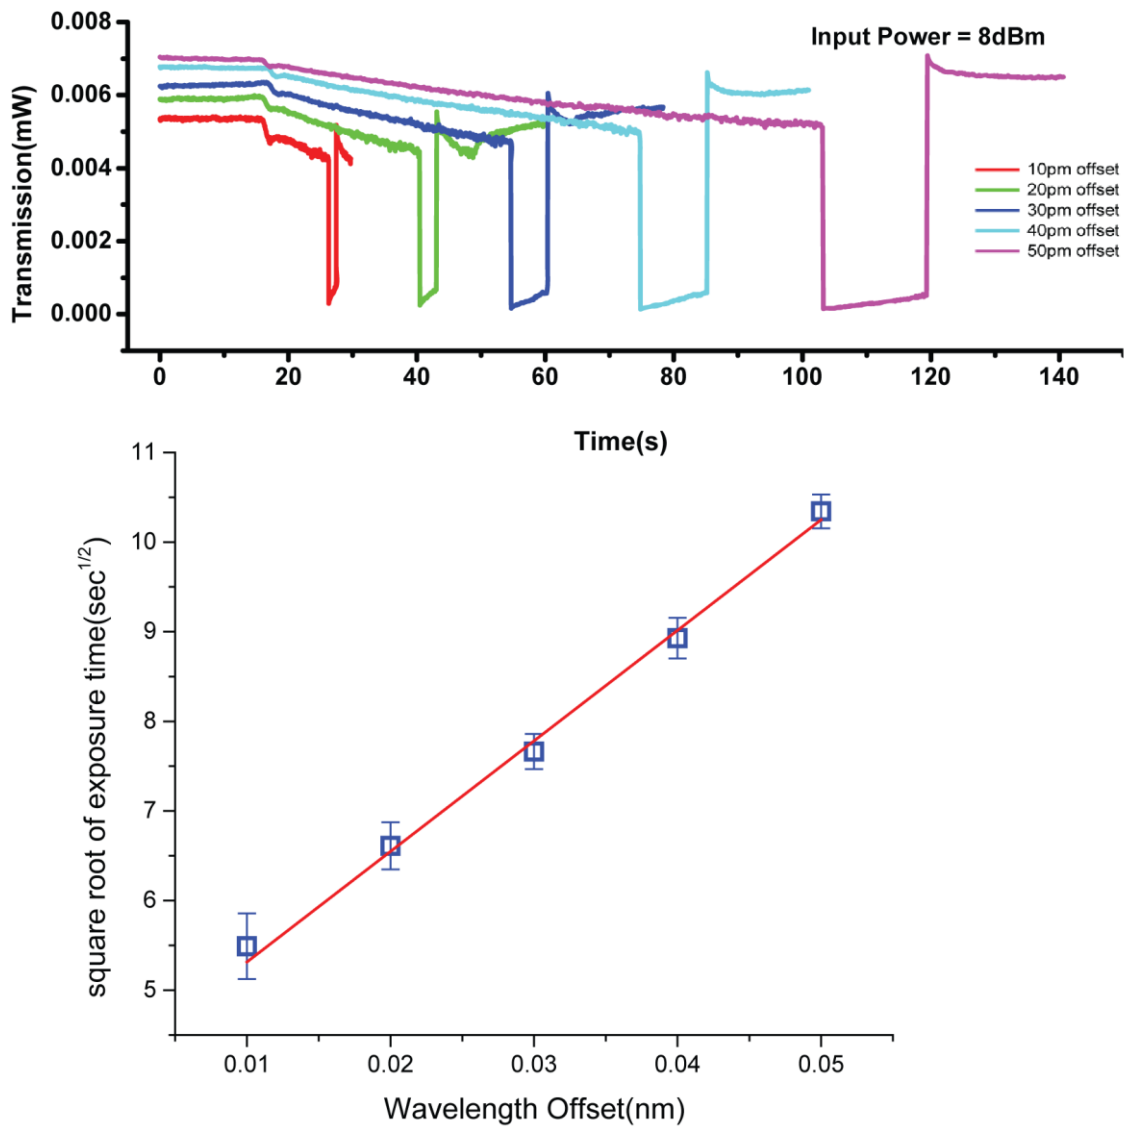 Input Power = 8dBm
Transmission(mW)
0.008
0.006
0.004
0.002
0.000
10pm offset
20pm offset
30pm offset
40pm offset
50pm offset
0 20 40 60 80 100 120 140
Time(s)
square root of exposure time(sec1/2)
11
10
9
8
7
6
5
0.01 0.02 0.03 0.04 0.05
Wavelength Offset(nm)